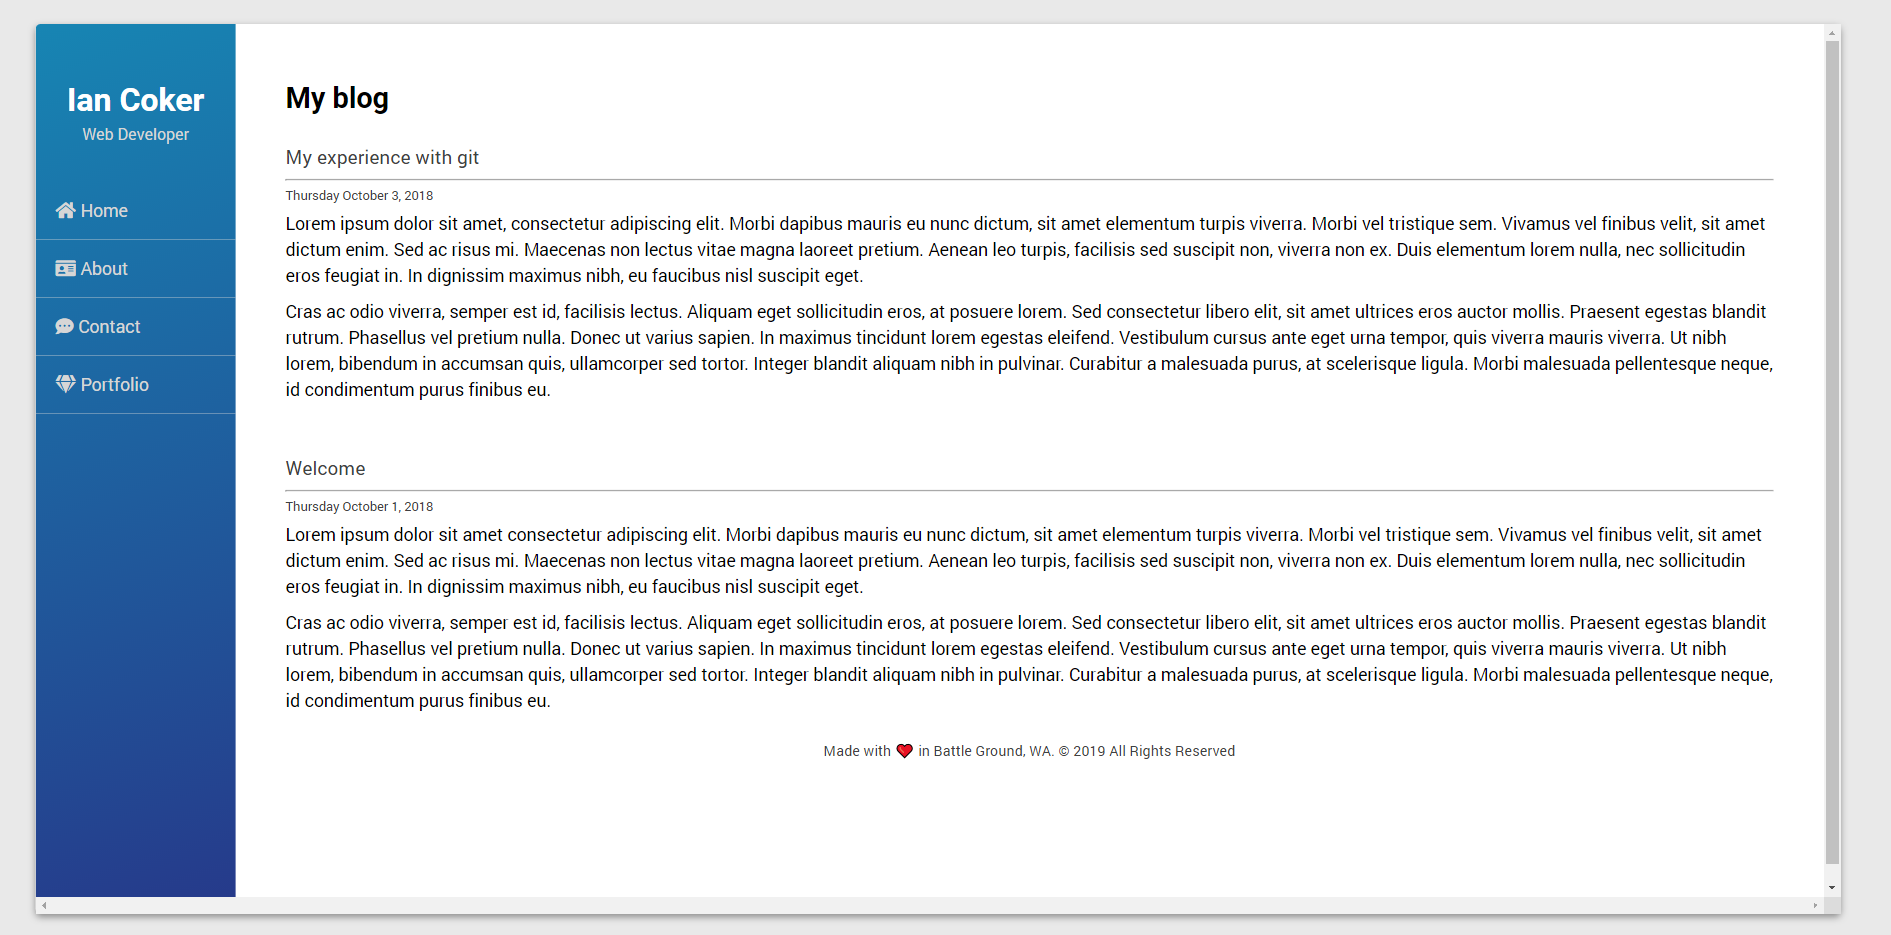 Ian Coker
Web Developer
Home
About
Contact
Portfolio
My blog
My experience with git
Thursday October 3, 2018
Lorem ipsum dolor sit amet, consectetur adipiscing elit. Morbi dapibus mauris eu nunc dictum, sit amet elementum turpis viverra. Morbi vel tristique sem. Vivamus vel finibus velit, sit amet
dictum enim. Sed ac risus mi. Maecenas non lectus vitae magna laoreet pretium. Aenean leo turpis, facilisis sed suscipit non, viverra non ex. Duis elementum lorem nulla, nec sollicitudin
eros feugiat in. In dignissim maximus nibh, eu faucibus nisl suscipit eget.
Cras ac odio viverra, semper est id, facilisis lectus. Aliquam eget sollicitudin eros, at posuere lorem. Sed consectetur libero elit, sit amet ultrices eros auctor mollis. Praesent egestas blandit
rutrum. Phasellus vel pretium nulla. Donec ut varius sapien. In maximus tincidunt lorem egestas eleifend. Vestibulum cursus ante eget urna tempor, quis viverra mauris viverra. Ut nibh
lorem, bibendum in accumsan quis, ullamcorper sed tortor. Integer blandit aliquam nibh in pulvinar. Curabitur a malesuada purus, at scelerisque ligula. Morbi malesuada pellentesque neque,
id condimentum purus finibus eu.
Welcome
Thursday October 1, 2018
Lorem ipsum dolor sit amet consectetur adipiscing elit. Morbi dapibus mauris eu nunc dictum, sit amet elementum turpis viverra. Morbi vel tristique sem. Vivamus vel finibus velit, sit amet
dictum enim. Sed ac risus mi. Maecenas non lectus vitae magna laoreet pretium. Aenean leo turpis, facilisis sed suscipit non, viverra non ex. Duis elementum lorem nulla, nec sollicitudin
eros feugiat in. In dignissim maximus nibh, eu faucibus nisl suscipit eget.
Cras ac odio viverra, semper est id, facilisis lectus. Aliquam eget sollicitudin eros, at posuere lorem. Sed consectetur libero elit, sit amet ultrices eros auctor mollis. Praesent egestas blandit
rutrum. Phasellus vel pretium nulla. Donec ut varius sapien. In maximus tincidunt lorem egestas eleifend. Vestibulum cursus ante eget urna tempor, quis viverra mauris viverra. Ut nibh
lorem, bibendum in accumsan quis, ullamcorper sed tortor. Integer blandit aliquam nibh in pulvinar. Curabitur a malesuada purus, at scelerisque ligula. Morbi malesuada pellentesque neque,
id condimentum purus finibus eu.
Made with ❤ in Battle Ground, WA. © 2019 All Rights Reserved